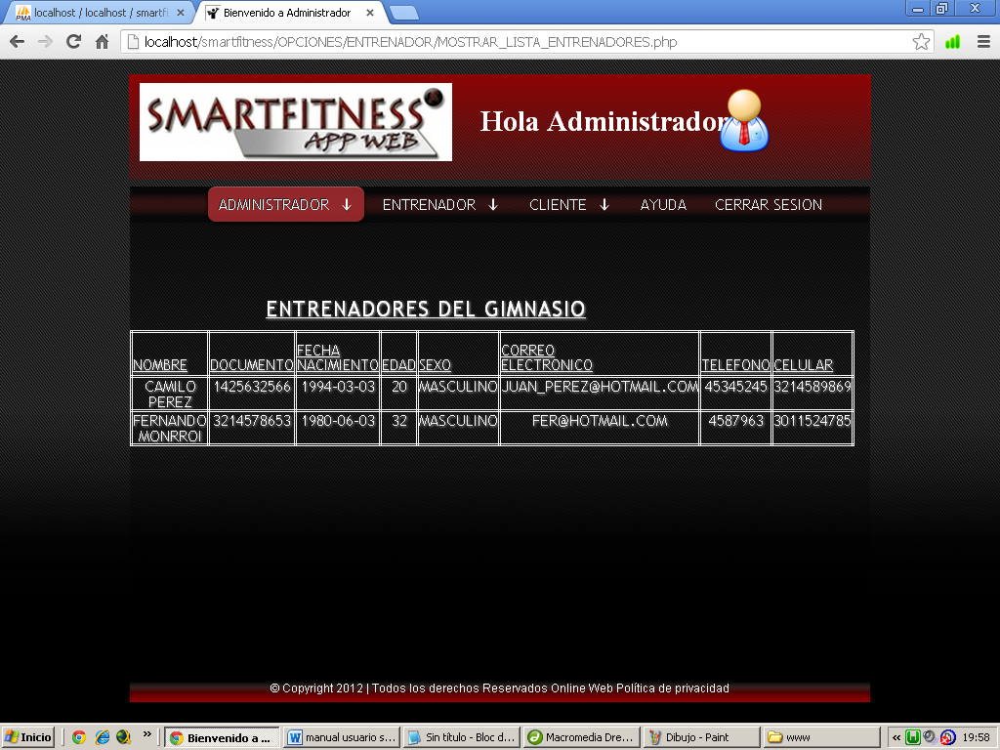 localhost / localhost / smartfi
Bienvenido a Administrador
localhost/smartfitness/OPCIONES/ENTRENADOR/MOSTRAR_LISTA_ENTRENADORES.php
SMARTFITNESS
APP WEB
Hola Administrador
ADMINISTRADOR ↓ ENTRENADOR ↓ CLIENTE ↓ AYUDA CERRAR SESION
ENTRENADORES DEL GIMNASIO
NOMBRE DOCUMENTO FECHA NACIMIENTO EDAD SEXO CORREO ELECTRONICO TELEFONO CELULAR
CAMILO PEREZ 1425632566 1994-03-03 20 MASCULINO JUAN_PEREZ@HOTMAIL.COM 45345245 3214589869
FERNANDO MONRROI 3214578653 1980-06-03 32 MASCULINO FER@HOTMAIL.COM 4587963 3011524785
© Copyright 2012 | Todos los derechos Reservados Online Web Política de privacidad
Inicio » Bienvenido a ... manual usuario s... Sin título - Bloc d... Macromedia Dre... Dibujo - Paint www « 19:58